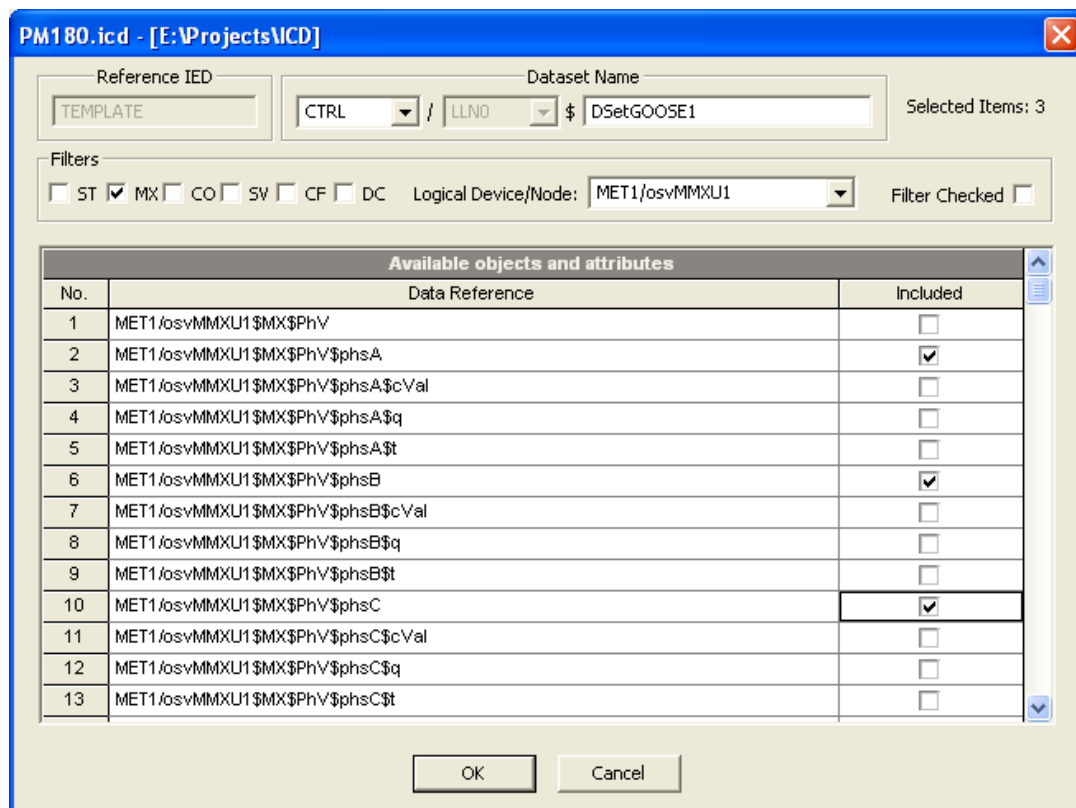 PM180.icd - [E:\Projects\ICD]
Reference IED
Dataset Name
TEMPLATE
CTRL / LLN0 $ DSetGOOSE1
Selected Items: 3
Filters
ST MX CO SV CF DC Logical Device/Node: MET1/osvMMXU1 Filter Checked
Available objects and attributes
No. Data Reference Included
1 MET1/osvMMXU1$MX$PhV
2 MET1/osvMMXU1$MX$PhV$phsA
3 MET1/osvMMXU1$MX$PhV$phsA$cVal
4 MET1/osvMMXU1$MX$PhV$phsA$q
5 MET1/osvMMXU1$MX$PhV$phsA$t
6 MET1/osvMMXU1$MX$PhV$phsB
7 MET1/osvMMXU1$MX$PhV$phsB$cVal
8 MET1/osvMMXU1$MX$PhV$phsB$q
9 MET1/osvMMXU1$MX$PhV$phsB$t
10 MET1/osvMMXU1$MX$PhV$phsC
11 MET1/osvMMXU1$MX$PhV$phsC$cVal
12 MET1/osvMMXU1$MX$PhV$phsC$q
13 MET1/osvMMXU1$MX$PhV$phsC$t
OK Cancel